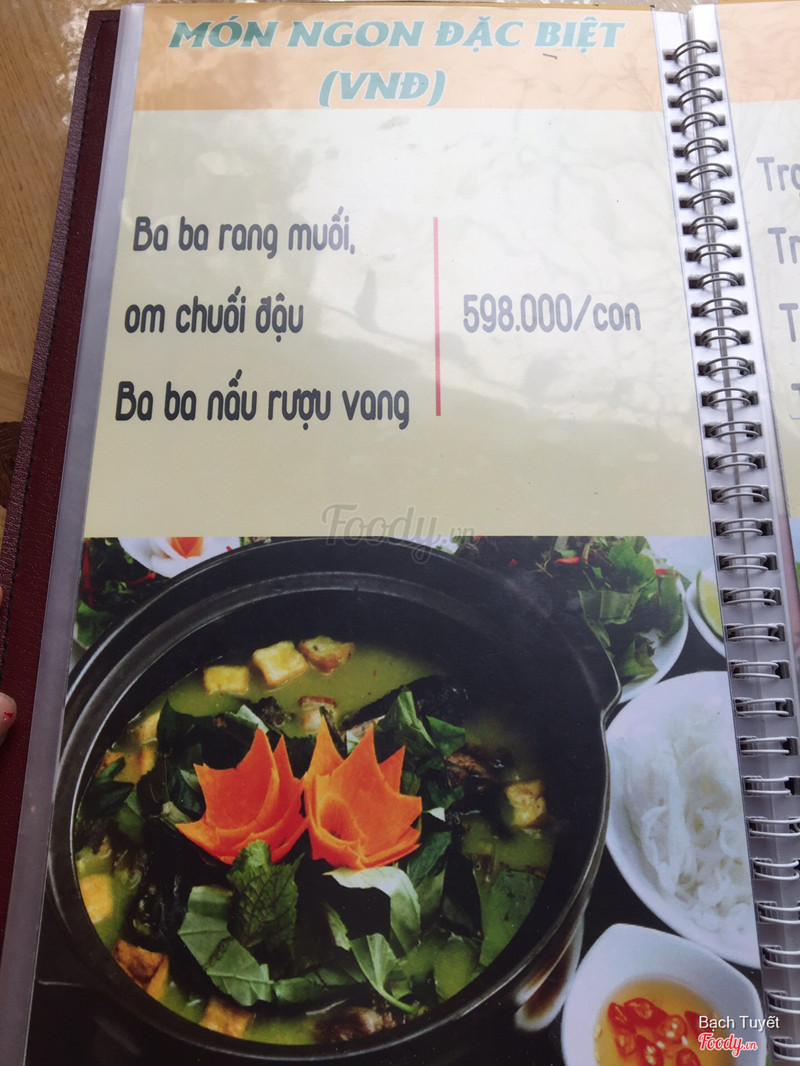 MÓN NGON ĐẶC BIỆT
(VNĐ)
Ba ba rang muối,
om chuối đậu
598.000/con
Ba ba nấu rượu vang
Foody.vn
Bạch Tuyết
Foody.vn